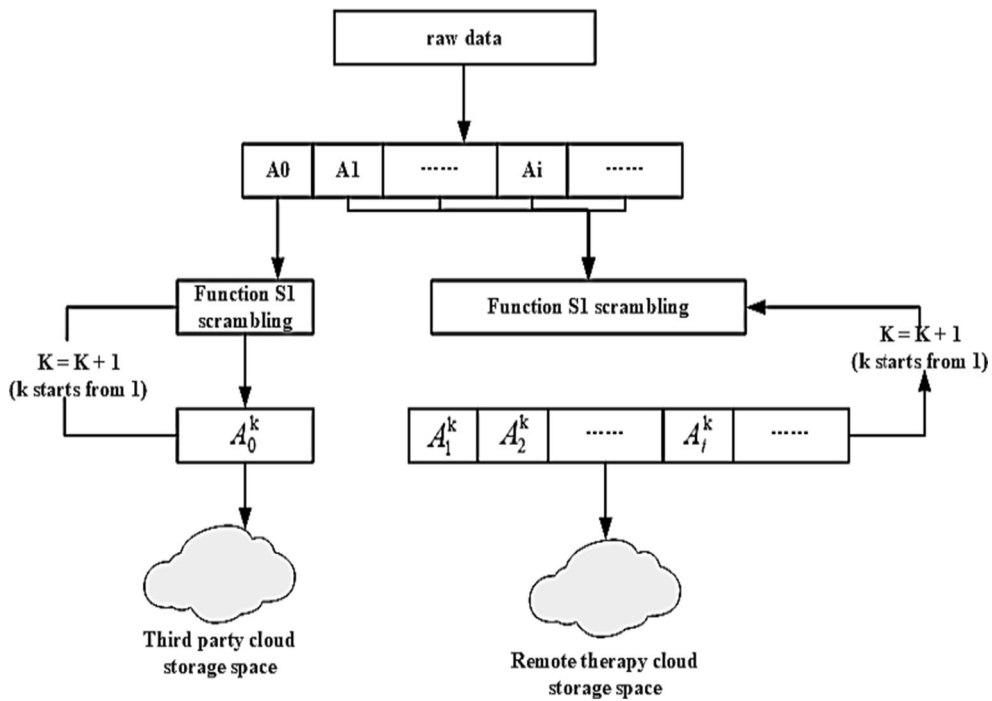 raw data
A0 A1 ...... Ai ......
Function S1
scrambling
Function S1 scrambling
K = K + 1
(k starts from 1)
K = K + 1
(k starts from 1)
A₀ᵏ
A₁ᵏ A₂ᵏ ...... Aᵢᵏ ......
Third party cloud
storage space
Remote therapy cloud
storage space